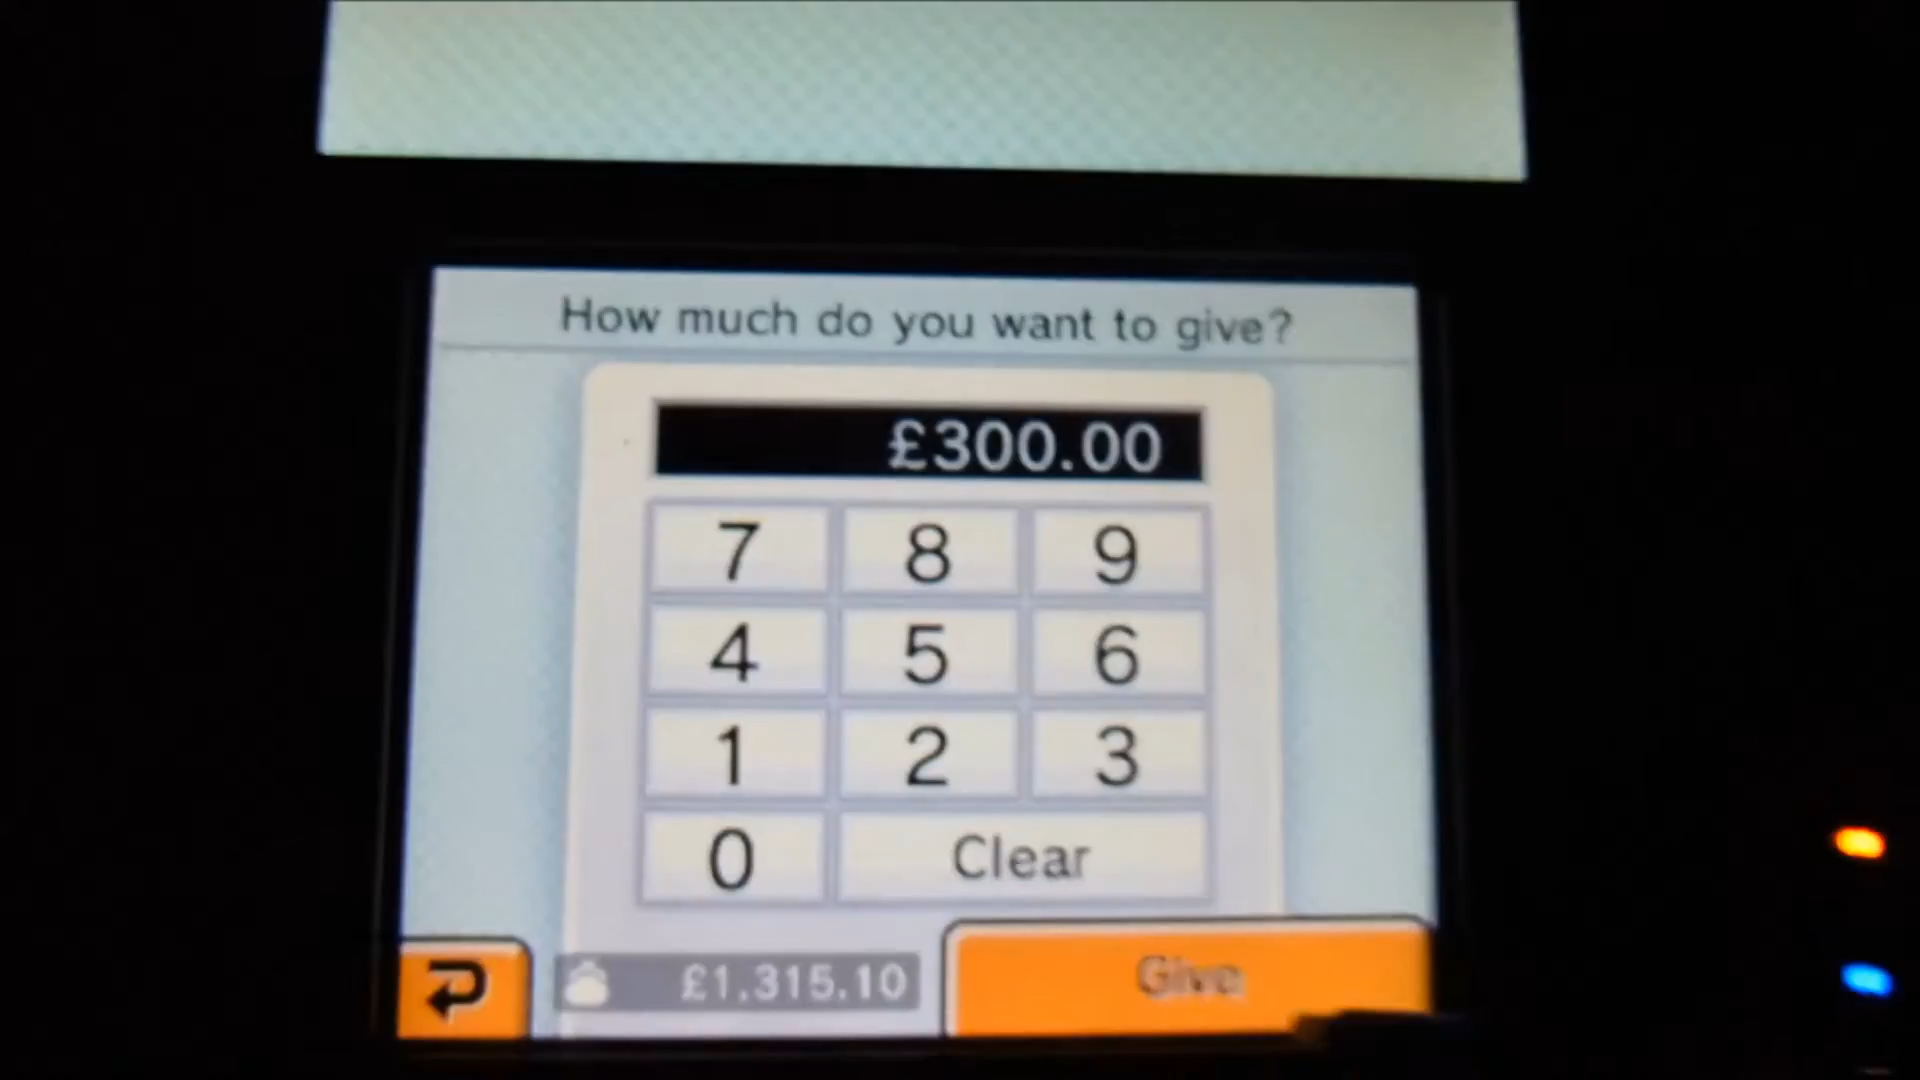 How much do you want to give?
£300.00
7 8 9
4 5 6
1 2 3
0 Clear
£1,315.10 Give